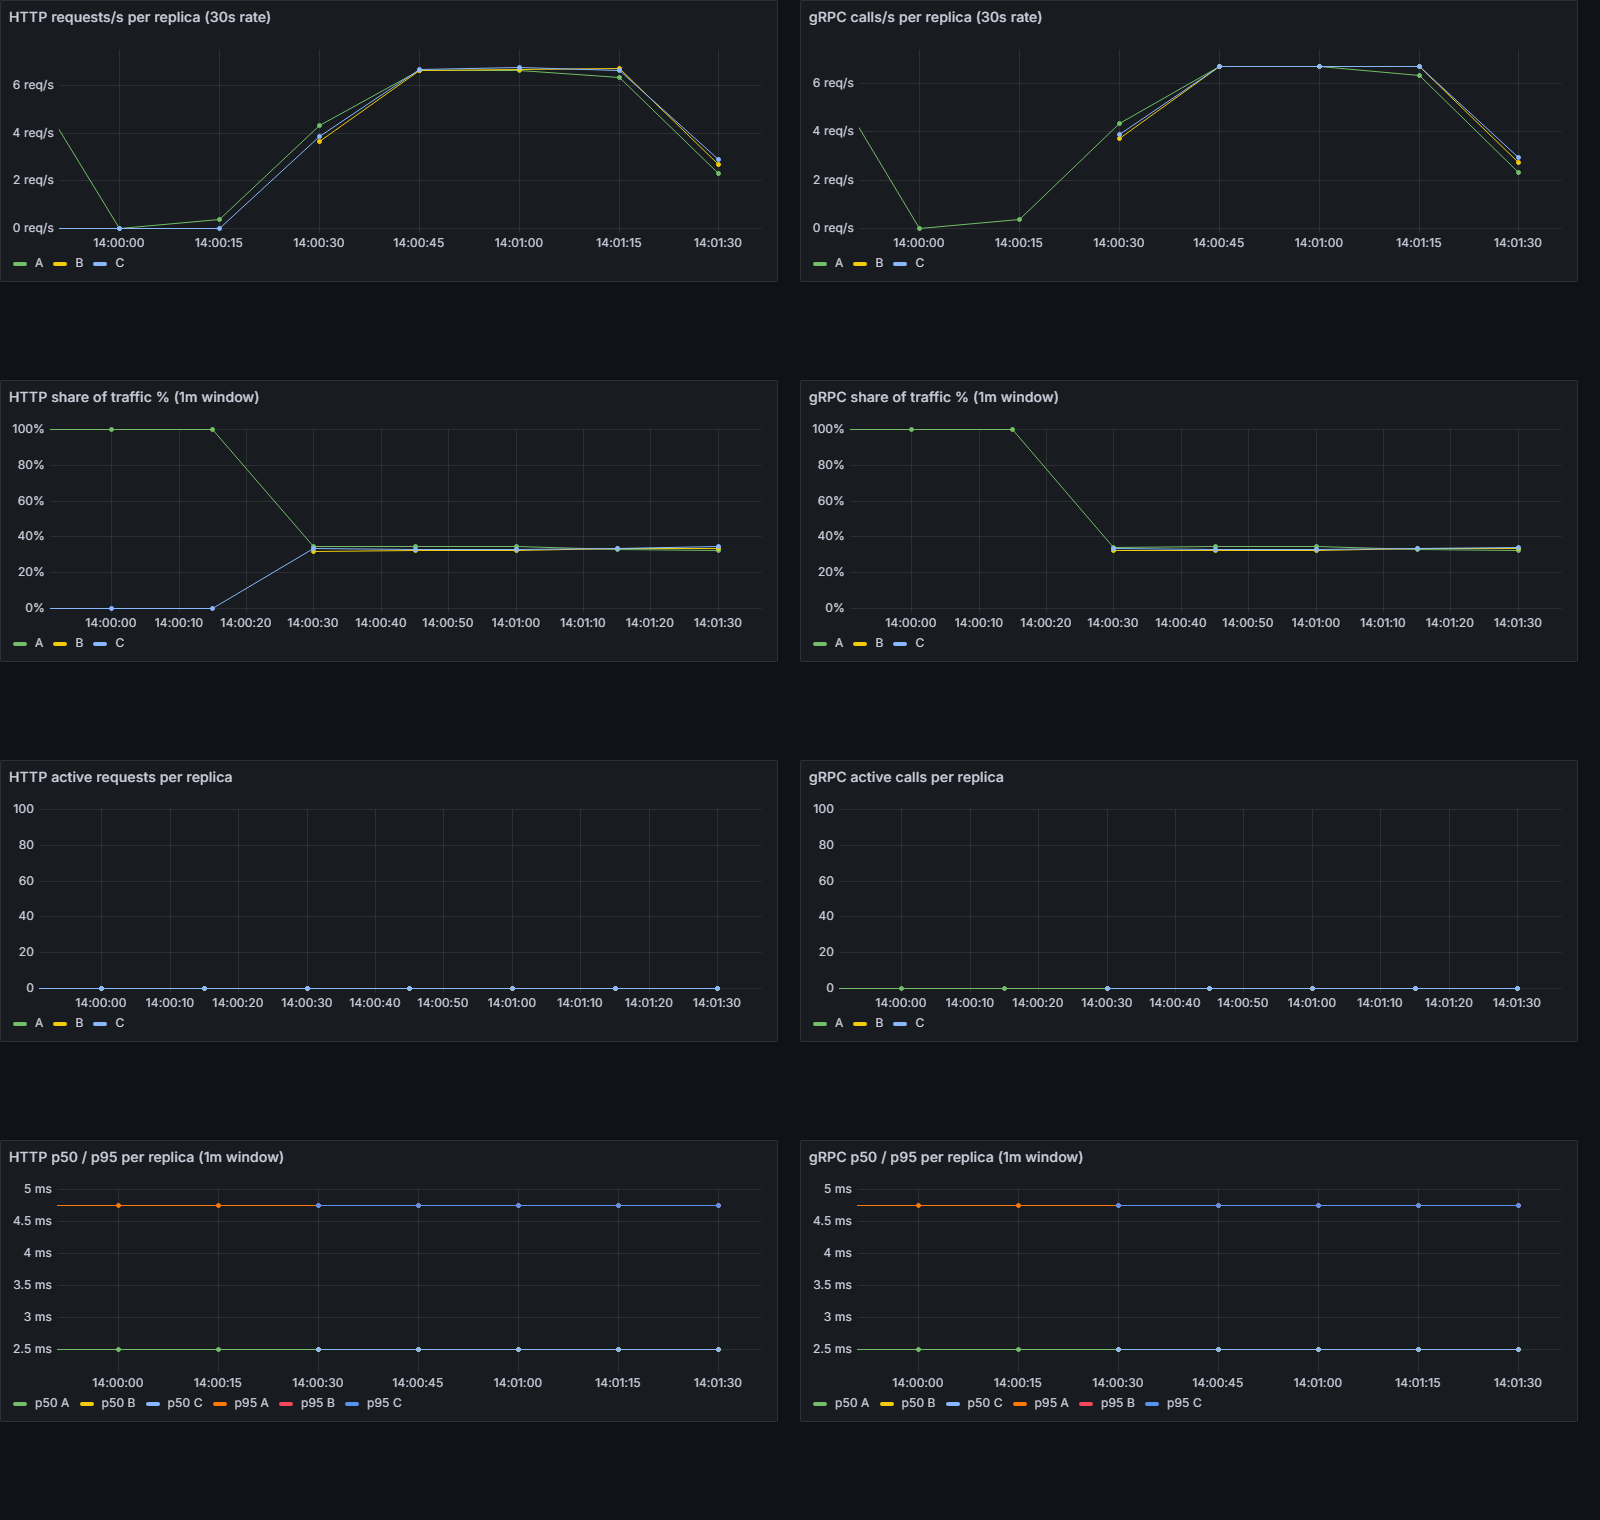 HTTP requests/s per replica (30s rate)
6 req/s
4 req/s
2 req/s
0 req/s
14:00:00 14:00:15 14:00:30 14:00:45 14:01:00 14:01:15 14:01:30
A B C
gRPC calls/s per replica (30s rate)
6 req/s
4 req/s
2 req/s
0 req/s
14:00:00 14:00:15 14:00:30 14:00:45 14:01:00 14:01:15 14:01:30
A B C
HTTP share of traffic % (1m window)
100%
80%
60%
40%
20%
0%
14:00:00 14:00:10 14:00:20 14:00:30 14:00:40 14:00:50 14:01:00 14:01:10 14:01:20 14:01:30
A B C
gRPC share of traffic % (1m window)
100%
80%
60%
40%
20%
0%
14:00:00 14:00:10 14:00:20 14:00:30 14:00:40 14:00:50 14:01:00 14:01:10 14:01:20 14:01:30
A B C
HTTP active requests per replica
100
80
60
40
20
0
14:00:00 14:00:10 14:00:20 14:00:30 14:00:40 14:00:50 14:01:00 14:01:10 14:01:20 14:01:30
A B C
gRPC active calls per replica
100
80
60
40
20
0
14:00:00 14:00:10 14:00:20 14:00:30 14:00:40 14:00:50 14:01:00 14:01:10 14:01:20 14:01:30
A B C
HTTP p50 / p95 per replica (1m window)
5 ms
4.5 ms
4 ms
3.5 ms
3 ms
2.5 ms
14:00:00 14:00:15 14:00:30 14:00:45 14:01:00 14:01:15 14:01:30
p50 A p50 B p50 C p95 A p95 B p95 C
gRPC p50 / p95 per replica (1m window)
5 ms
4.5 ms
4 ms
3.5 ms
3 ms
2.5 ms
14:00:00 14:00:15 14:00:30 14:00:45 14:01:00 14:01:15 14:01:30
p50 A p50 B p50 C p95 A p95 B p95 C